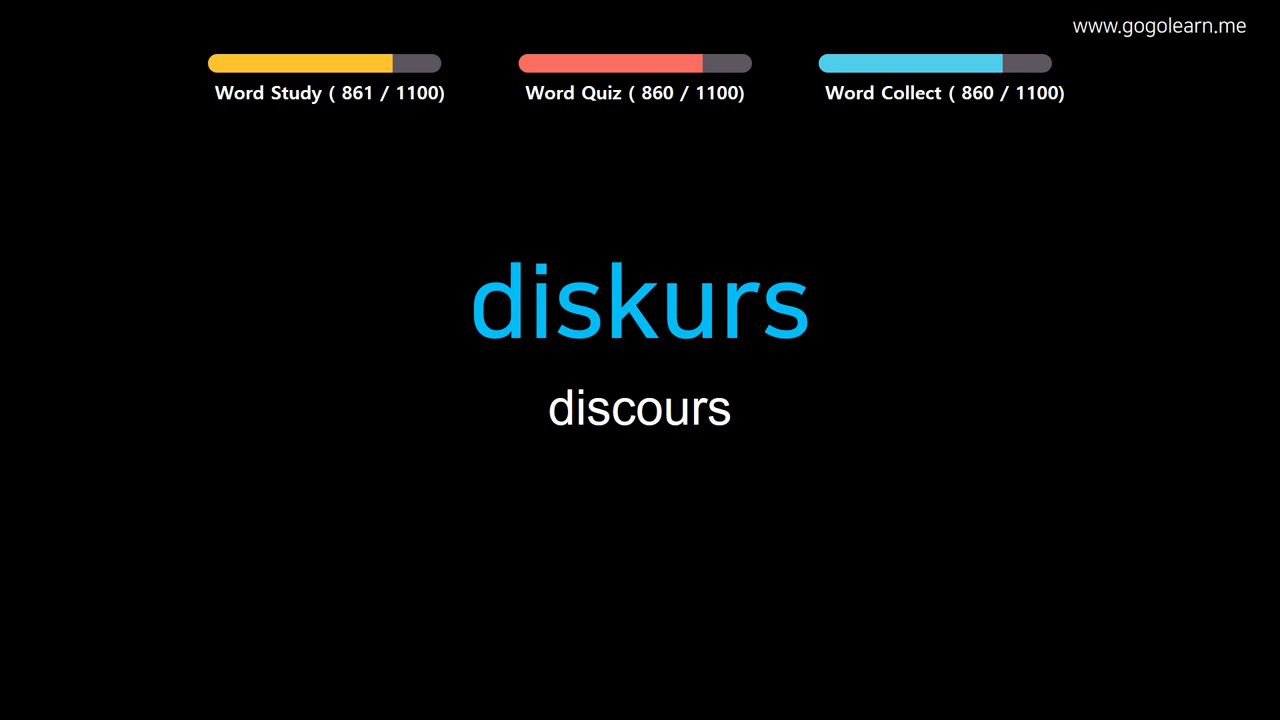 www.gogolearn.me
Word Study ( 861 / 1100)
Word Quiz ( 860 / 1100)
Word Collect ( 860 / 1100)
diskurs
discours